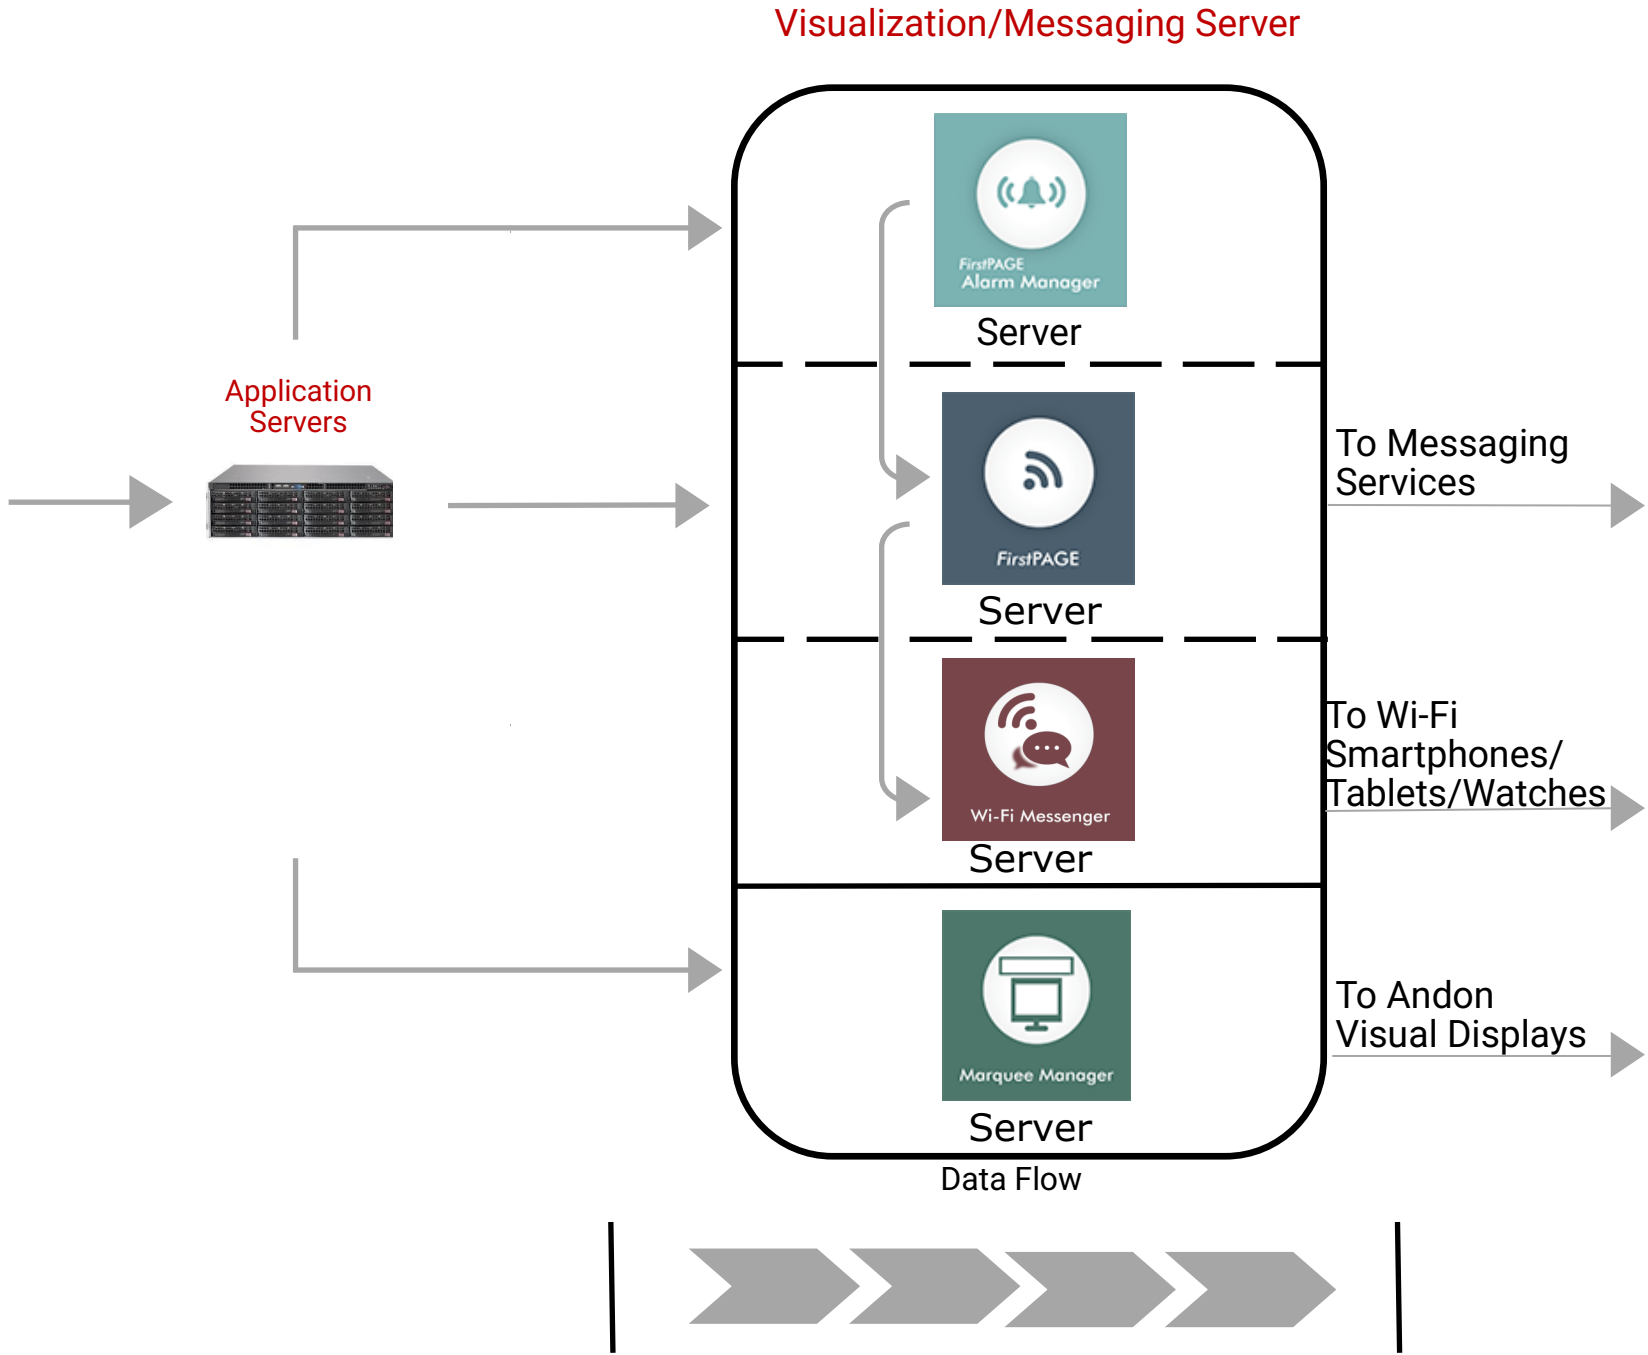 Visualization/Messaging Server
FirstPAGE
Alarm Manager
Server
Application
Servers
FirstPAGE
Server
To Messaging
Services
Wi-Fi Messenger
Server
To Wi-Fi
Smartphones/
Tablets/Watches
Marquee Manager
Server
To Andon
Visual Displays
Data Flow